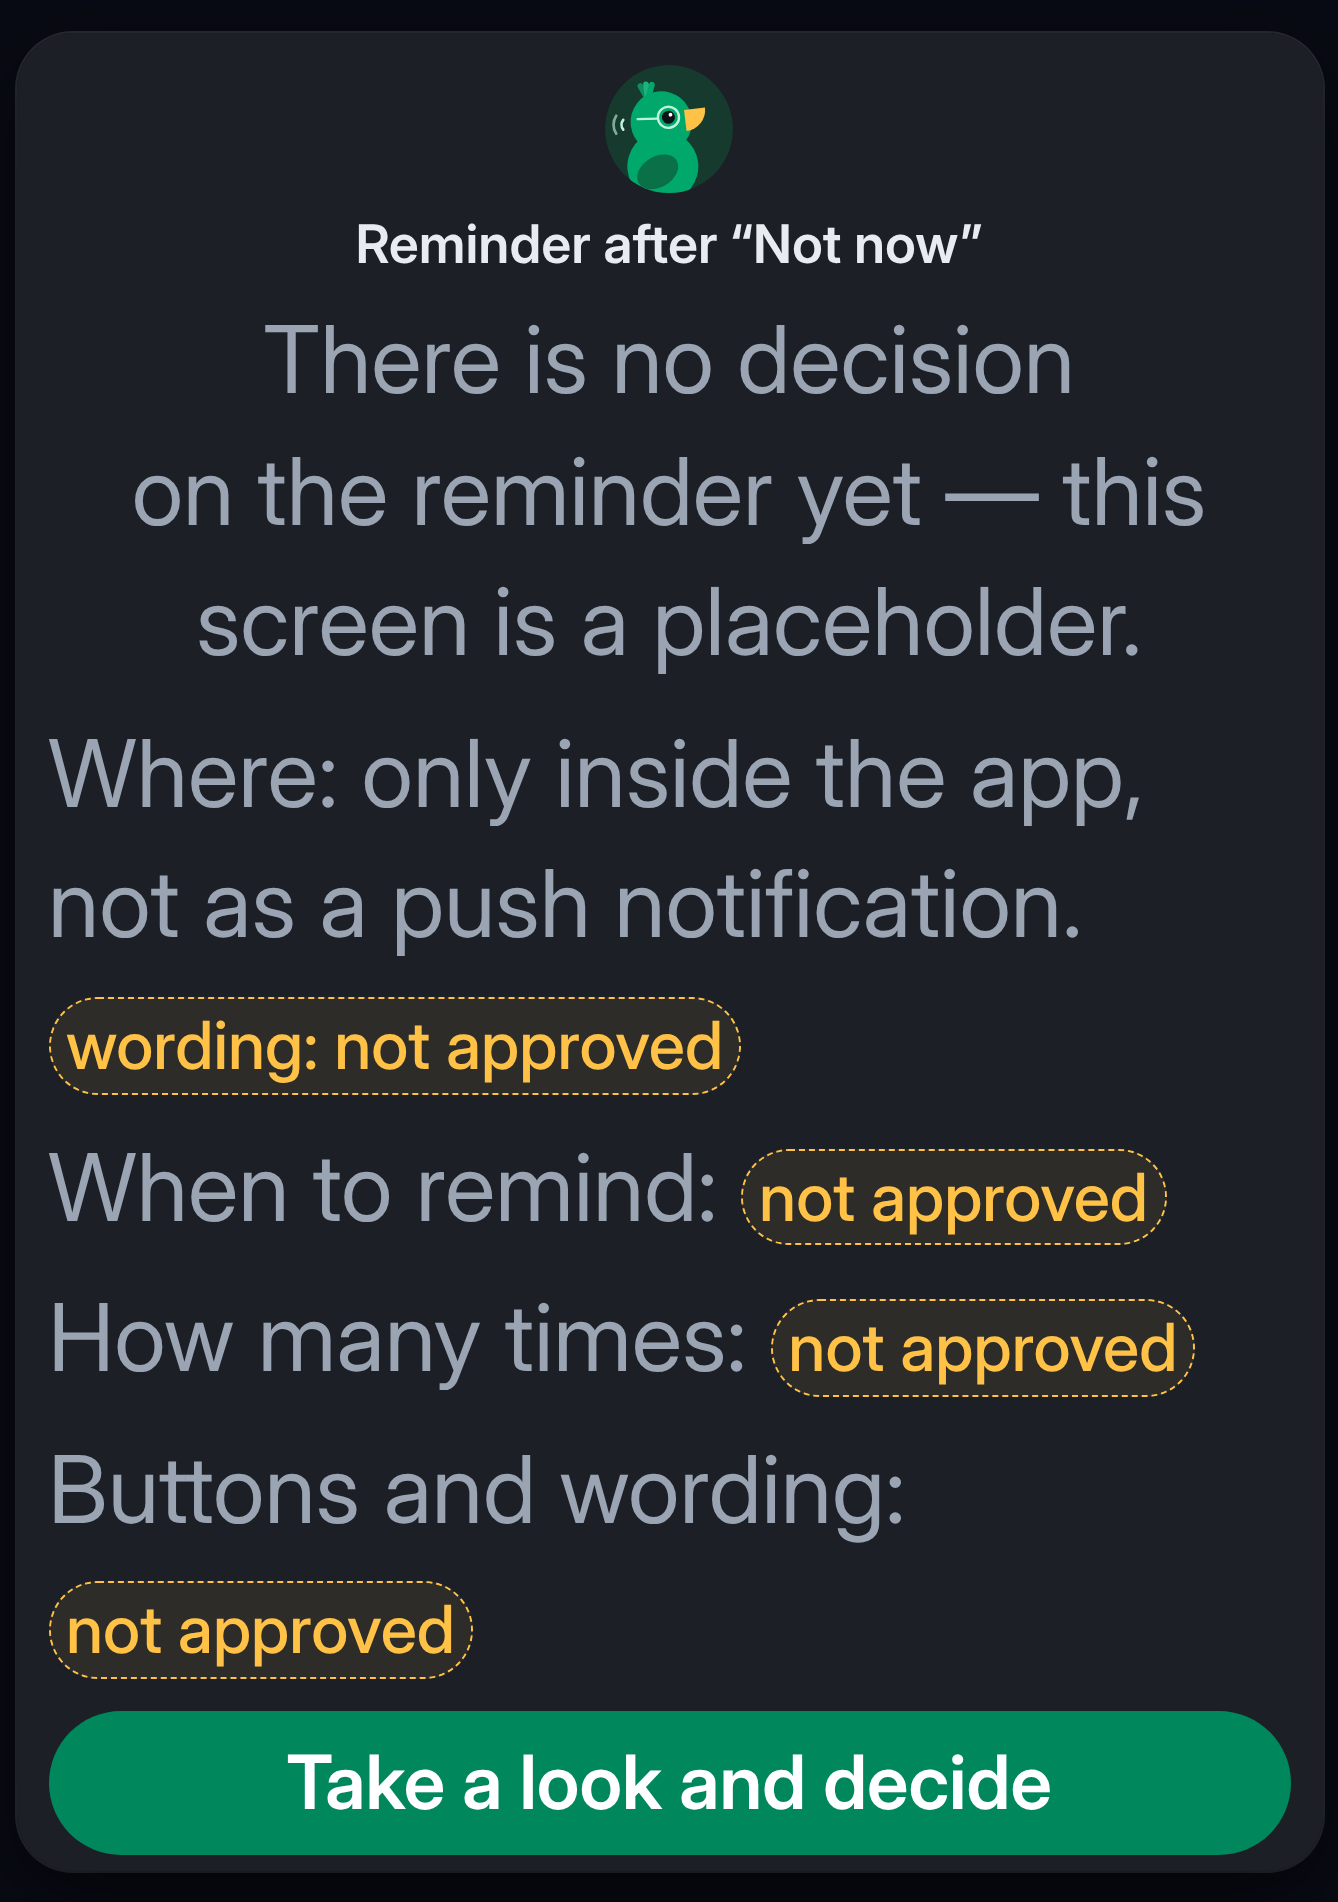 Reminder after “Not now”
There is no decision
on the reminder yet — this
screen is a placeholder.
Where: only inside the app,
not as a push notification.
wording: not approved
When to remind: not approved
How many times: not approved
Buttons and wording:
not approved
Take a look and decide